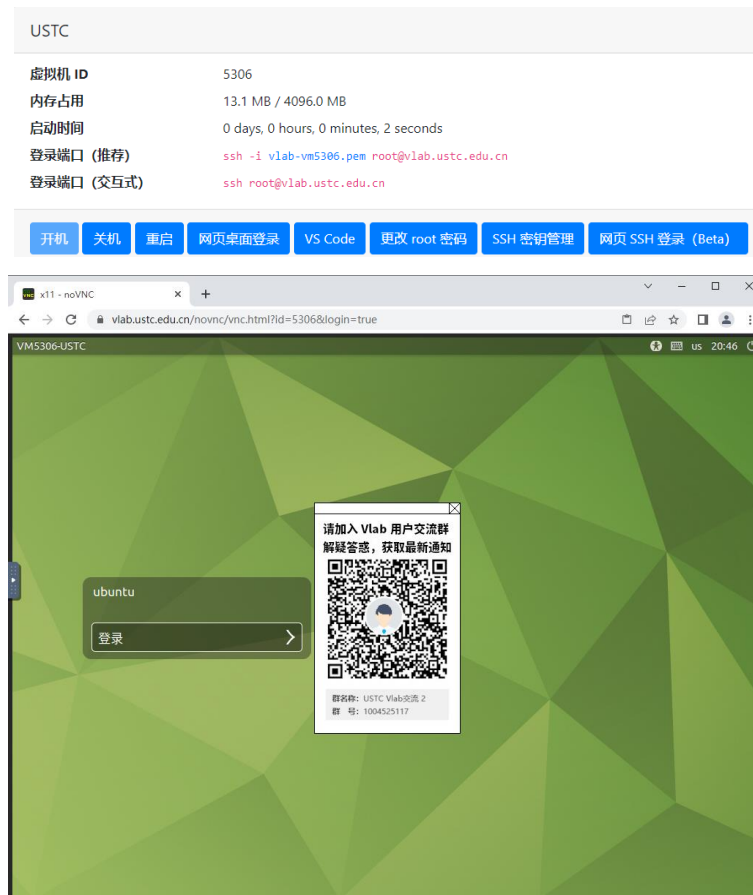 USTC
虚拟机 ID 5306
内存占用 13.1 MB / 4096.0 MB
启动时间 0 days, 0 hours, 0 minutes, 2 seconds
登录端口（推荐） ssh -i vlab-vm5306.pem root@vlab.ustc.edu.cn
登录端口（交互式） ssh root@vlab.ustc.edu.cn
开机 关机 重启 网页桌面登录 VS Code 更改 root 密码 SSH 密钥管理 网页 SSH 登录（Beta）
x11 - noVNC
vlab.ustc.edu.cn/novnc/vnc.html?id=5306&login=true
VM5306-USTC us 20:46
请加入 Vlab 用户交流群
解疑答惑，获取最新通知
ubuntu
登录
群名称：USTC Vlab交流 2
群 号：1004525117